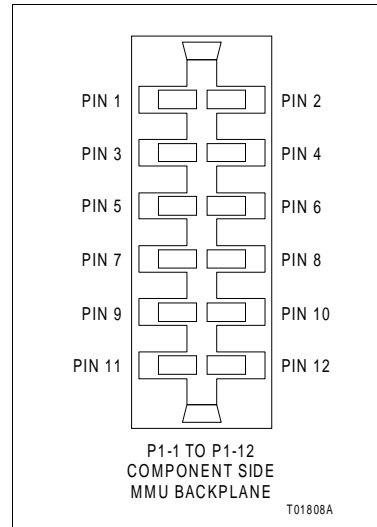 PIN 1 PIN 2
PIN 3 PIN 4
PIN 5 PIN 6
PIN 7 PIN 8
PIN 9 PIN 10
PIN 11 PIN 12
P1-1 TO P1-12
COMPONENT SIDE
MMU BACKPLANE
T01808A